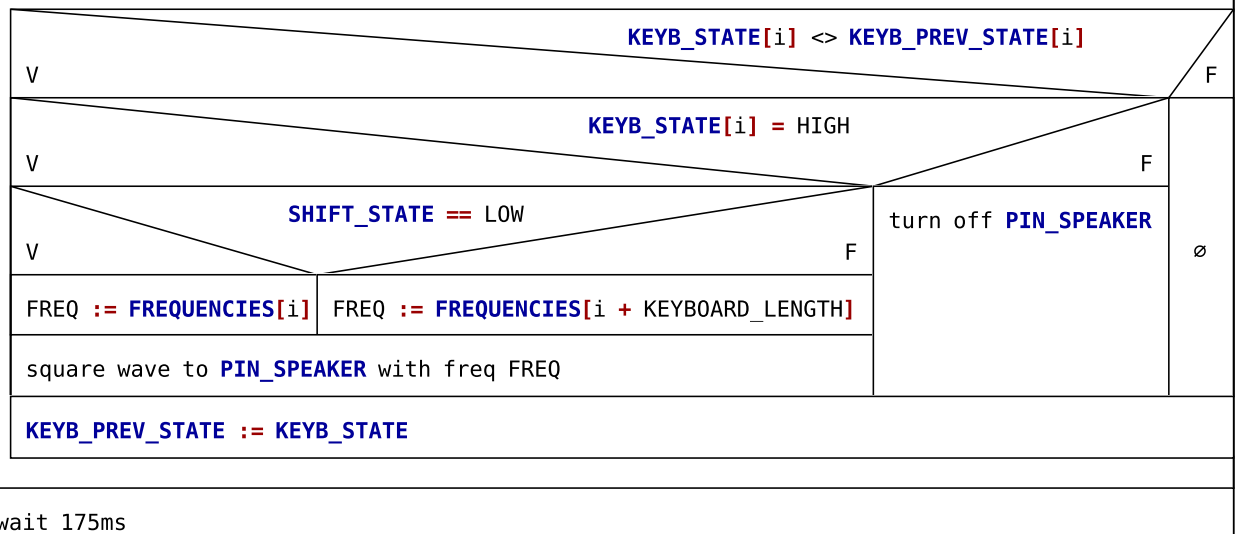 KEYB_STATE[i] <> KEYB_PREV_STATE[i]
V F
KEYB_STATE[i] = HIGH
V F
SHIFT_STATE == LOW
turn off PIN_SPEAKER
V F ∅
FREQ := FREQUENCIES[i] FREQ := FREQUENCIES[i + KEYBOARD_LENGTH]
square wave to PIN_SPEAKER with freq FREQ
KEYB_PREV_STATE := KEYB_STATE
wait 175ms